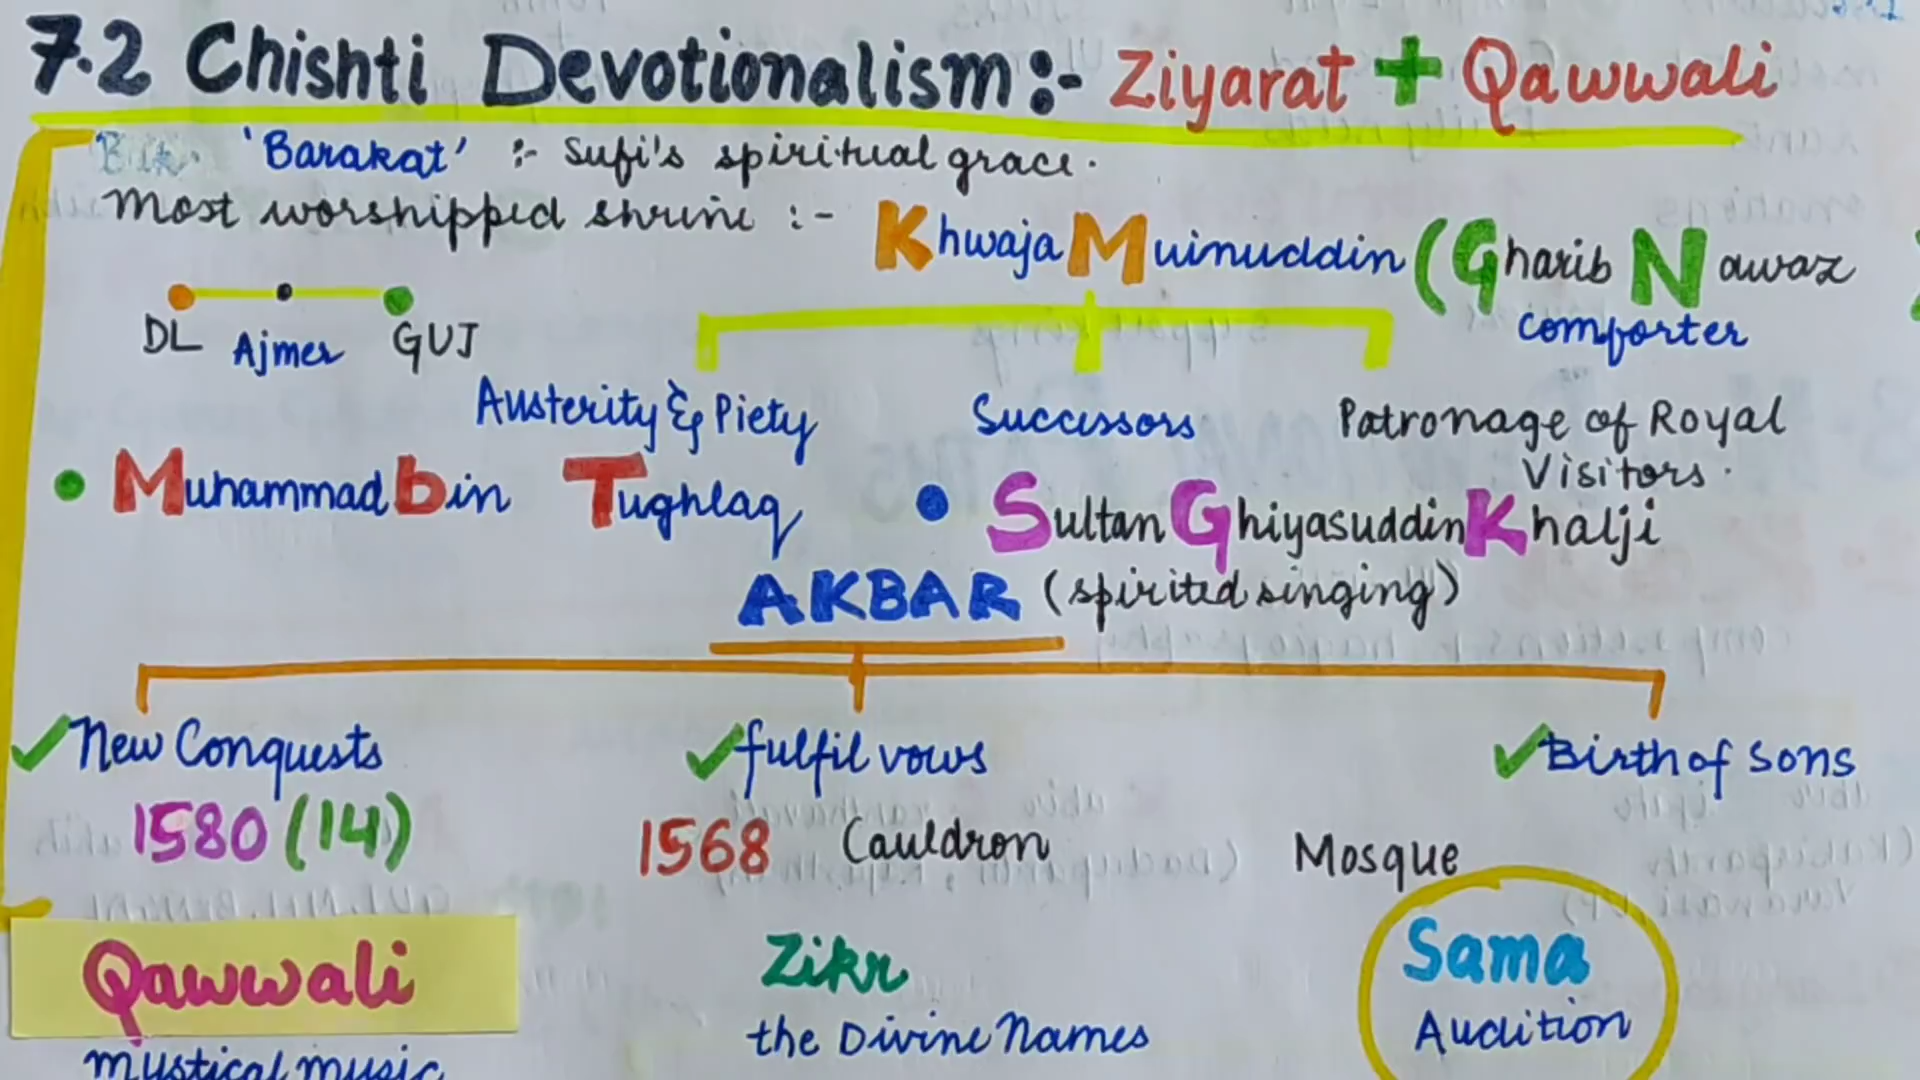 7.2 Chishti Devotionalism :- Ziyarat + Qawwali
'Barakat' :- Sufi's spiritual grace.
Most worshipped shrine :- Khwaja Muinuddin (Gharib Nawaz)
comforter
DL Ajmer GUJ
Austerity & Piety Successors Patronage of Royal Visitors.
• Muhammad bin Tughlaq • Sultan Ghiyasuddin Khalji
AKBAR (spirited singing)
✓ New Conquests ✓ fulfil vows ✓ Birth of sons
1580 (14) 1568 Cauldron Mosque
Qawwali Zikr Sama
mystical music the Divine Names Audition